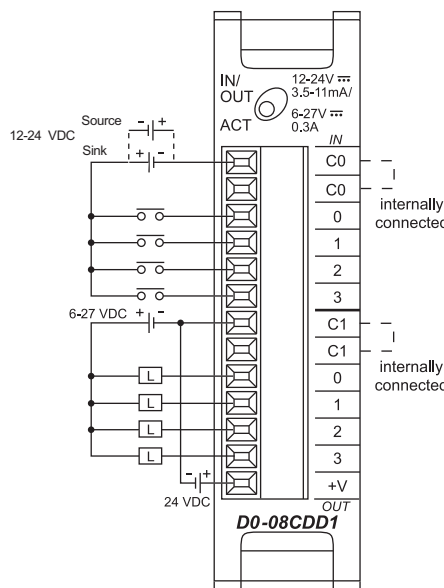 IN/
OUT
ACT
12-24V ⎓
3.5-11mA/
6-27V ⎓
0.3A
IN
Source
- +
12-24 VDC
Sink
+ -
C0
C0
internally
connected
0
1
2
3
6-27 VDC + -
C1
C1
internally
connected
L 0
L 1
L 2
L 3
- +
24 VDC
+V
OUT
D0-08CDD1